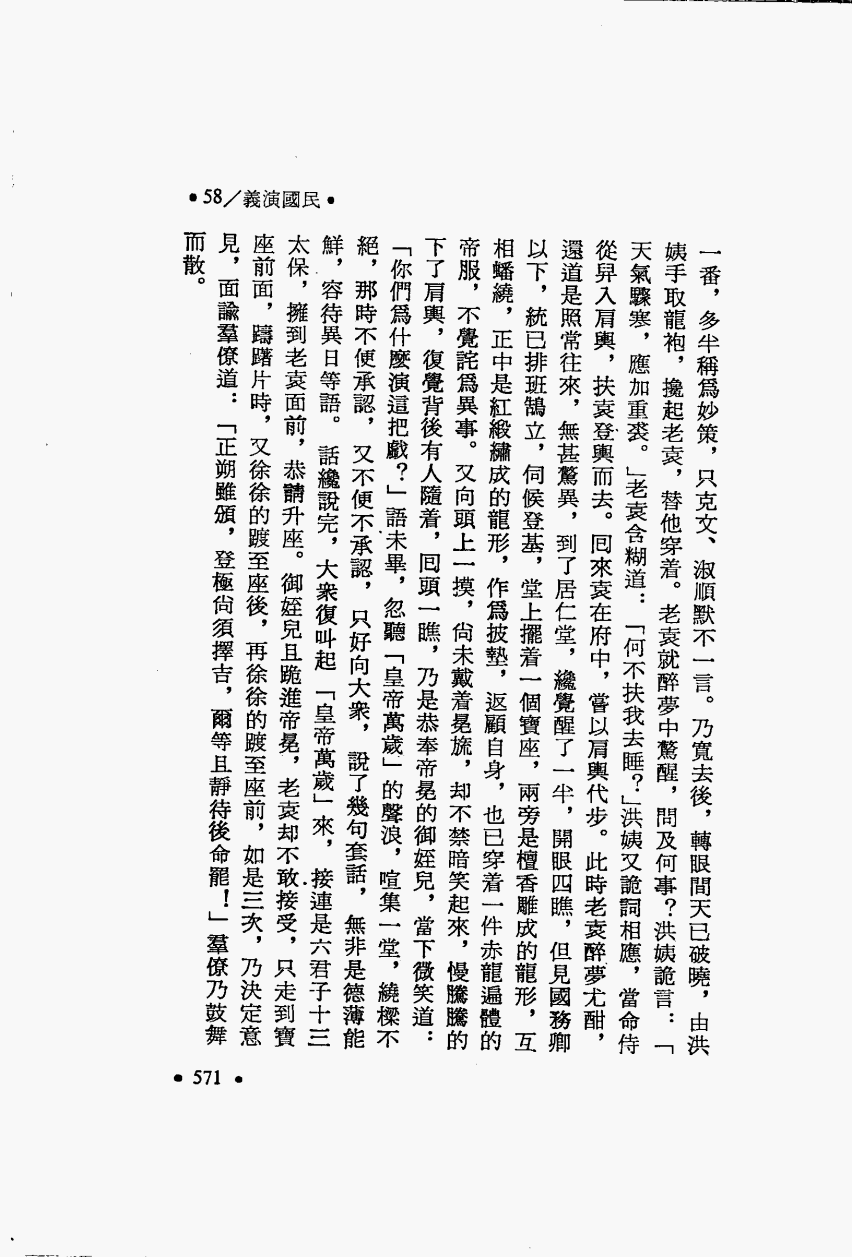 •58/義演國民•
一番，多半稱爲妙策，只克文、淑順默不一言。乃寬去後，轉眼間天已破曉，由洪
姨手取龍袍，攙起老袁，替他穿着。老袁就醉夢中驚醒，問及何事？洪姨詭言：「
天氣驟寒，應加重裘。」老袁含糊道：「何不扶我去睡？」洪姨又詭詞相應，當命侍
從舁入肩輿，扶袁登輿而去。囘來袁在府中，嘗以肩輿代步。此時老袁醉夢尤酣，
還道是照常往來，無甚驚異，到了居仁堂，纔覺醒了一半，開眼四瞧，但見國務卿
以下，統已排班鵠立，伺候登基，堂上擺着一個寶座，兩旁是檀香雕成的龍形，互
相蟠繞，正中是紅緞繡成的龍形，作爲披墊，返顧自身，也已穿着一件赤龍遍體的
帝服，不覺詫爲異事。又向頭上一摸，尙未戴着冕旒，却不禁暗笑起來，慢騰騰的
下了肩輿，復覺背後有人隨着，囘頭一瞧，乃是恭奉帝冕的御姪兒，當下微笑道：
「你們爲什麼演這把戲？」語未畢，忽聽「皇帝萬歲」的聲浪，喧集一堂，繞樑不
絕，那時不便承認，又不便不承認，只好向大衆，說了幾句套話，無非是德薄能
鮮，容待異日等語。話纔說完，大衆復叫起「皇帝萬歲」來，接連是六君子十三
太保，擁到老袁面前，恭請升座。御姪兒且跪進帝冕，老袁却不敢接受，只走到寶
座前面，躊躇片時，又徐徐的踱至座後，再徐徐的踱至座前，如是三次，乃決定意
見，面諭羣僚道：「正朔雖頒，登極尙須擇吉，爾等且靜待後命罷！」羣僚乃鼓舞
而散。
•571•